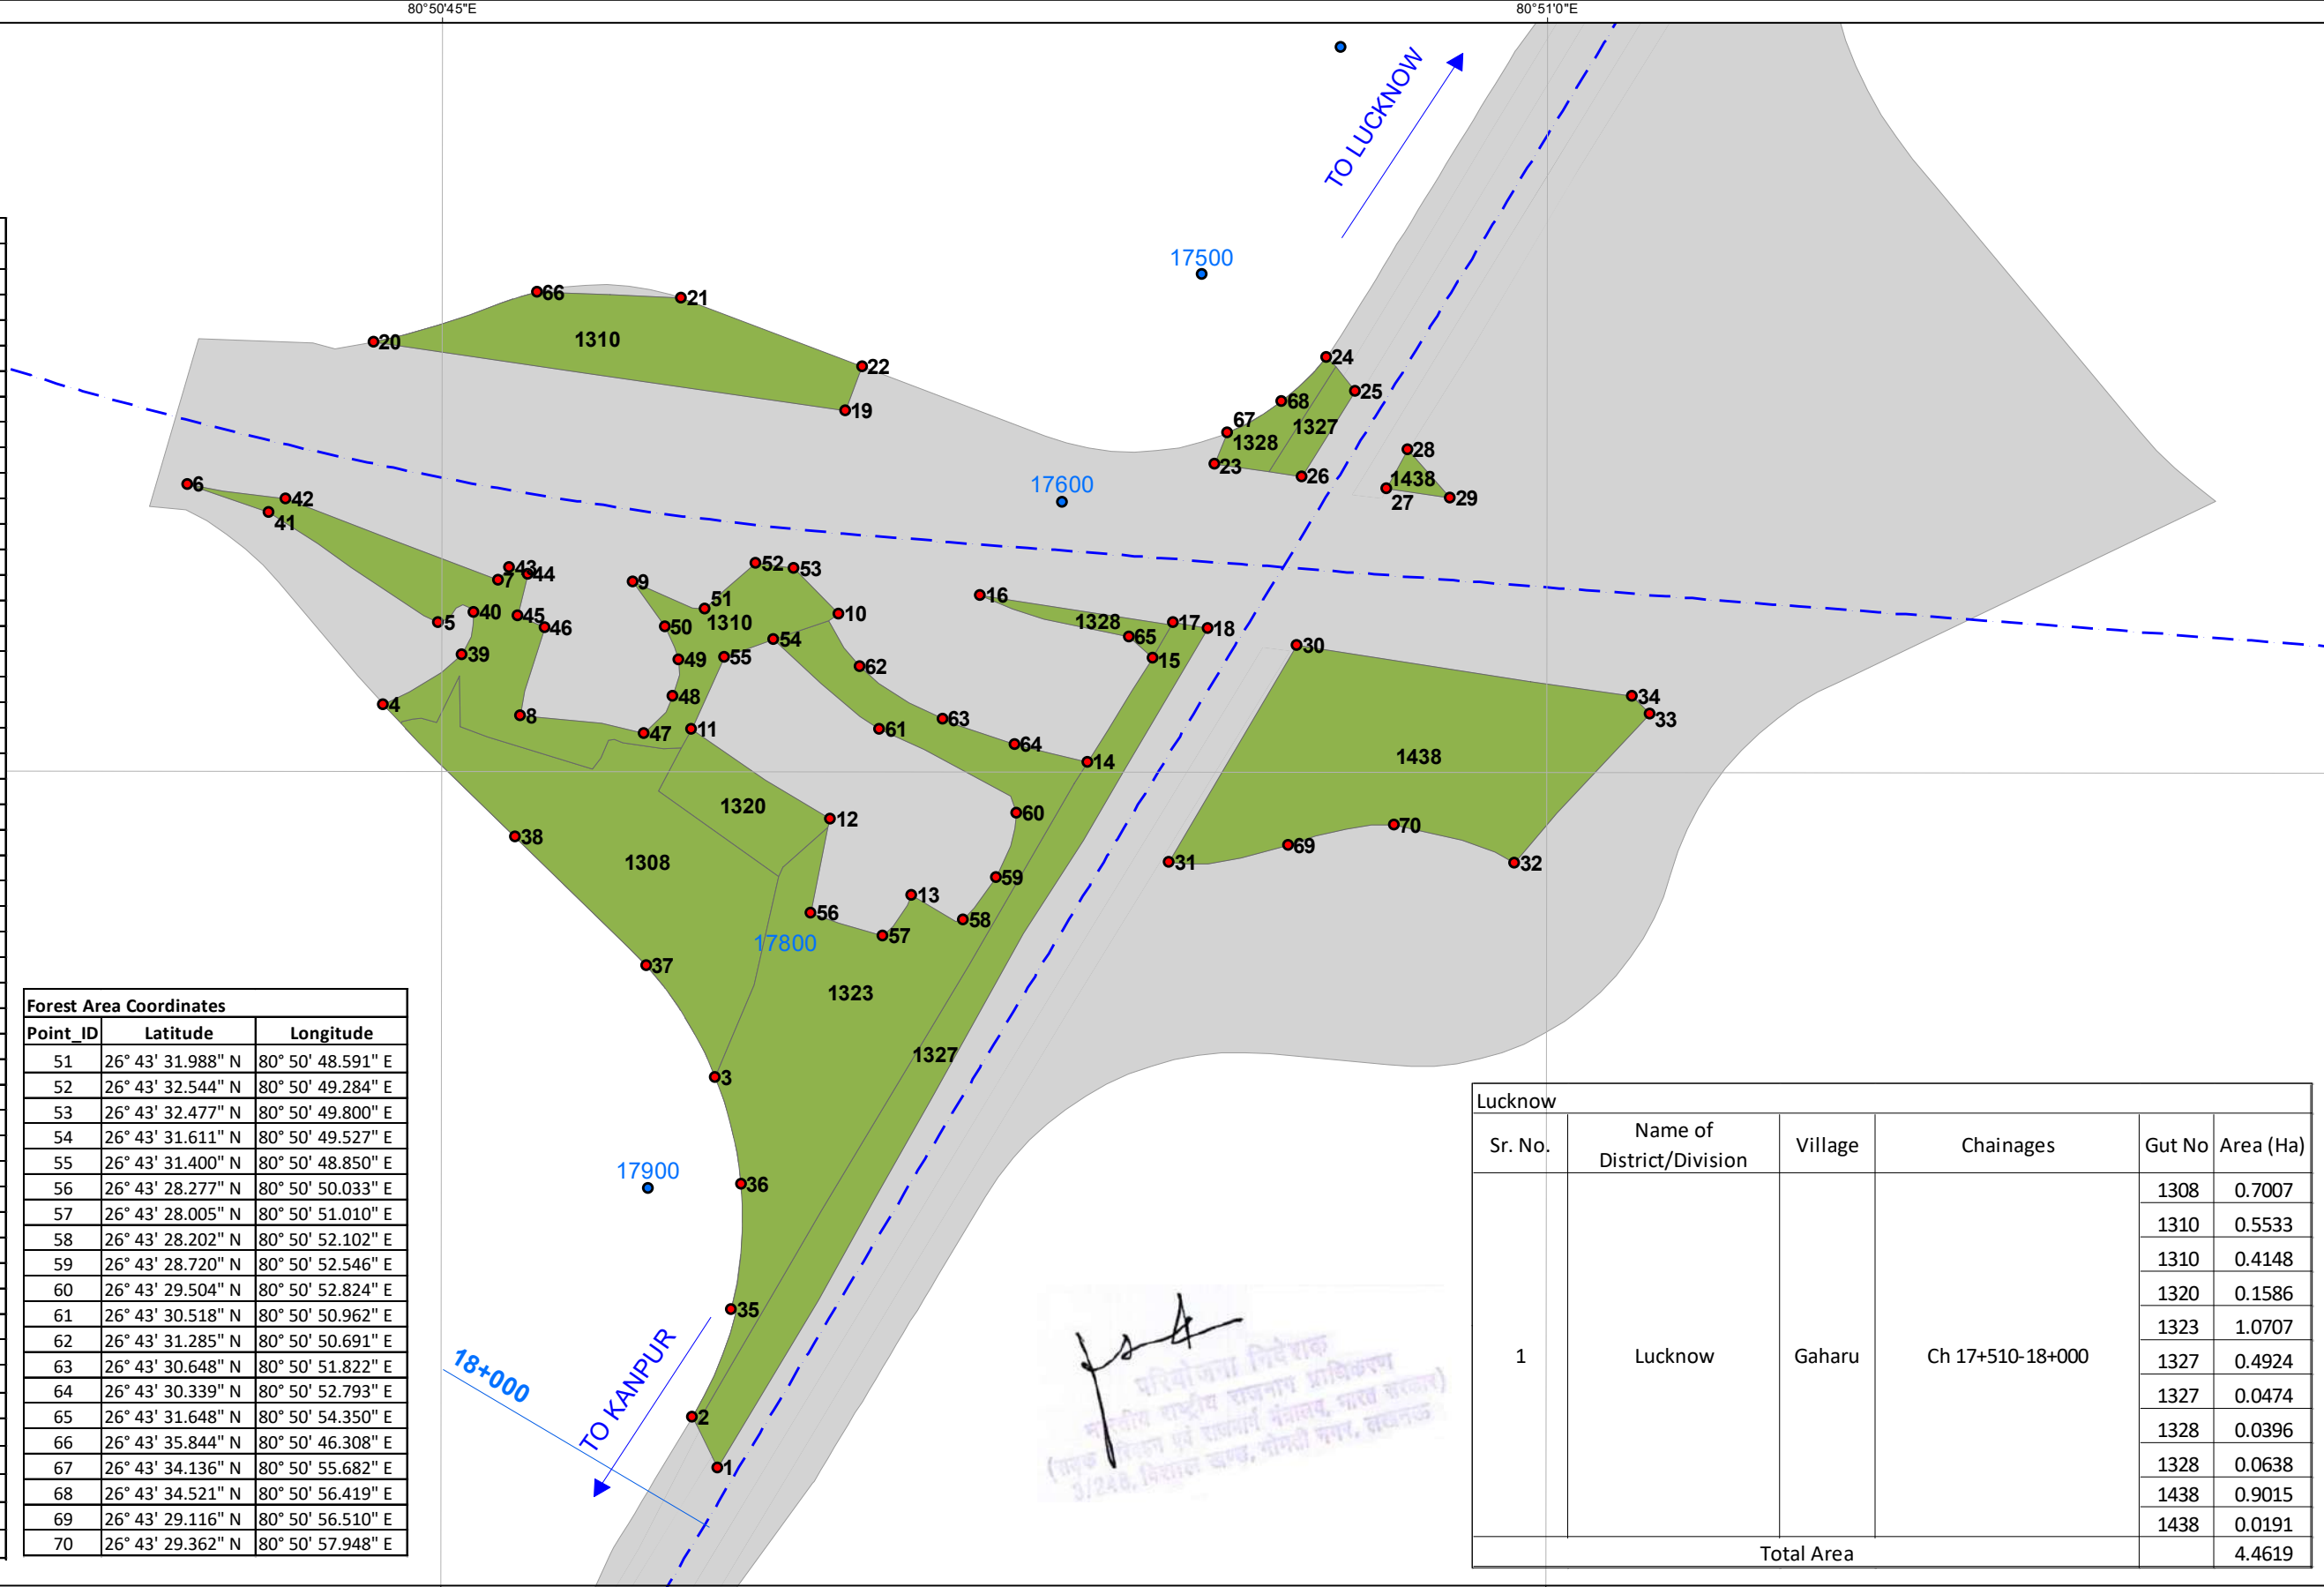 80°50'45"E
80°51'0"E
TO LUCKNOW
17500
66
21
1310
20
22
19
24
25
68
67
1327
1328
23
26
28
1438
27
29
17600
6
42
41
43
7
44
9
52
53
51
10
5
40
45
46
50
1310
54
16
1328
17
18
65
15
30
39
49
55
62
4
48
8
47
11
61
63
64
14
34
33
1438
1320
12
60
38
1308
70
69
31
32
59
13
56
58
57
17800
37
1323
1327
3
17900
36
35
TO KANPUR
18+000
2
1
Forest Area Coordinates
Point_ID Latitude Longitude
51 26° 43' 31.988" N 80° 50' 48.591" E
52 26° 43' 32.544" N 80° 50' 49.284" E
53 26° 43' 32.477" N 80° 50' 49.800" E
54 26° 43' 31.611" N 80° 50' 49.527" E
55 26° 43' 31.400" N 80° 50' 48.850" E
56 26° 43' 28.277" N 80° 50' 50.033" E
57 26° 43' 28.005" N 80° 50' 51.010" E
58 26° 43' 28.202" N 80° 50' 52.102" E
59 26° 43' 28.720" N 80° 50' 52.546" E
60 26° 43' 29.504" N 80° 50' 52.824" E
61 26° 43' 30.518" N 80° 50' 50.962" E
62 26° 43' 31.285" N 80° 50' 50.691" E
63 26° 43' 30.648" N 80° 50' 51.822" E
64 26° 43' 30.339" N 80° 50' 52.793" E
65 26° 43' 31.648" N 80° 50' 54.350" E
66 26° 43' 35.844" N 80° 50' 46.308" E
67 26° 43' 34.136" N 80° 50' 55.682" E
68 26° 43' 34.521" N 80° 50' 56.419" E
69 26° 43' 29.116" N 80° 50' 56.510" E
70 26° 43' 29.362" N 80° 50' 57.948" E
परियोजना निदेशक
राष्ट्रीय राजमार्ग प्राधिकरण
एवं राजमार्ग मंत्रालय, भारत सरकार)
3/248, विशाल खण्ड, गोमती नगर, लखनऊ
Lucknow
Sr. No. Name of District/Division Village Chainages Gut No Area (Ha)
1 Lucknow Gaharu Ch 17+510-18+000
1308 0.7007
1310 0.5533
1310 0.4148
1320 0.1586
1323 1.0707
1327 0.4924
1327 0.0474
1328 0.0396
1328 0.0638
1438 0.9015
1438 0.0191
Total Area 4.4619